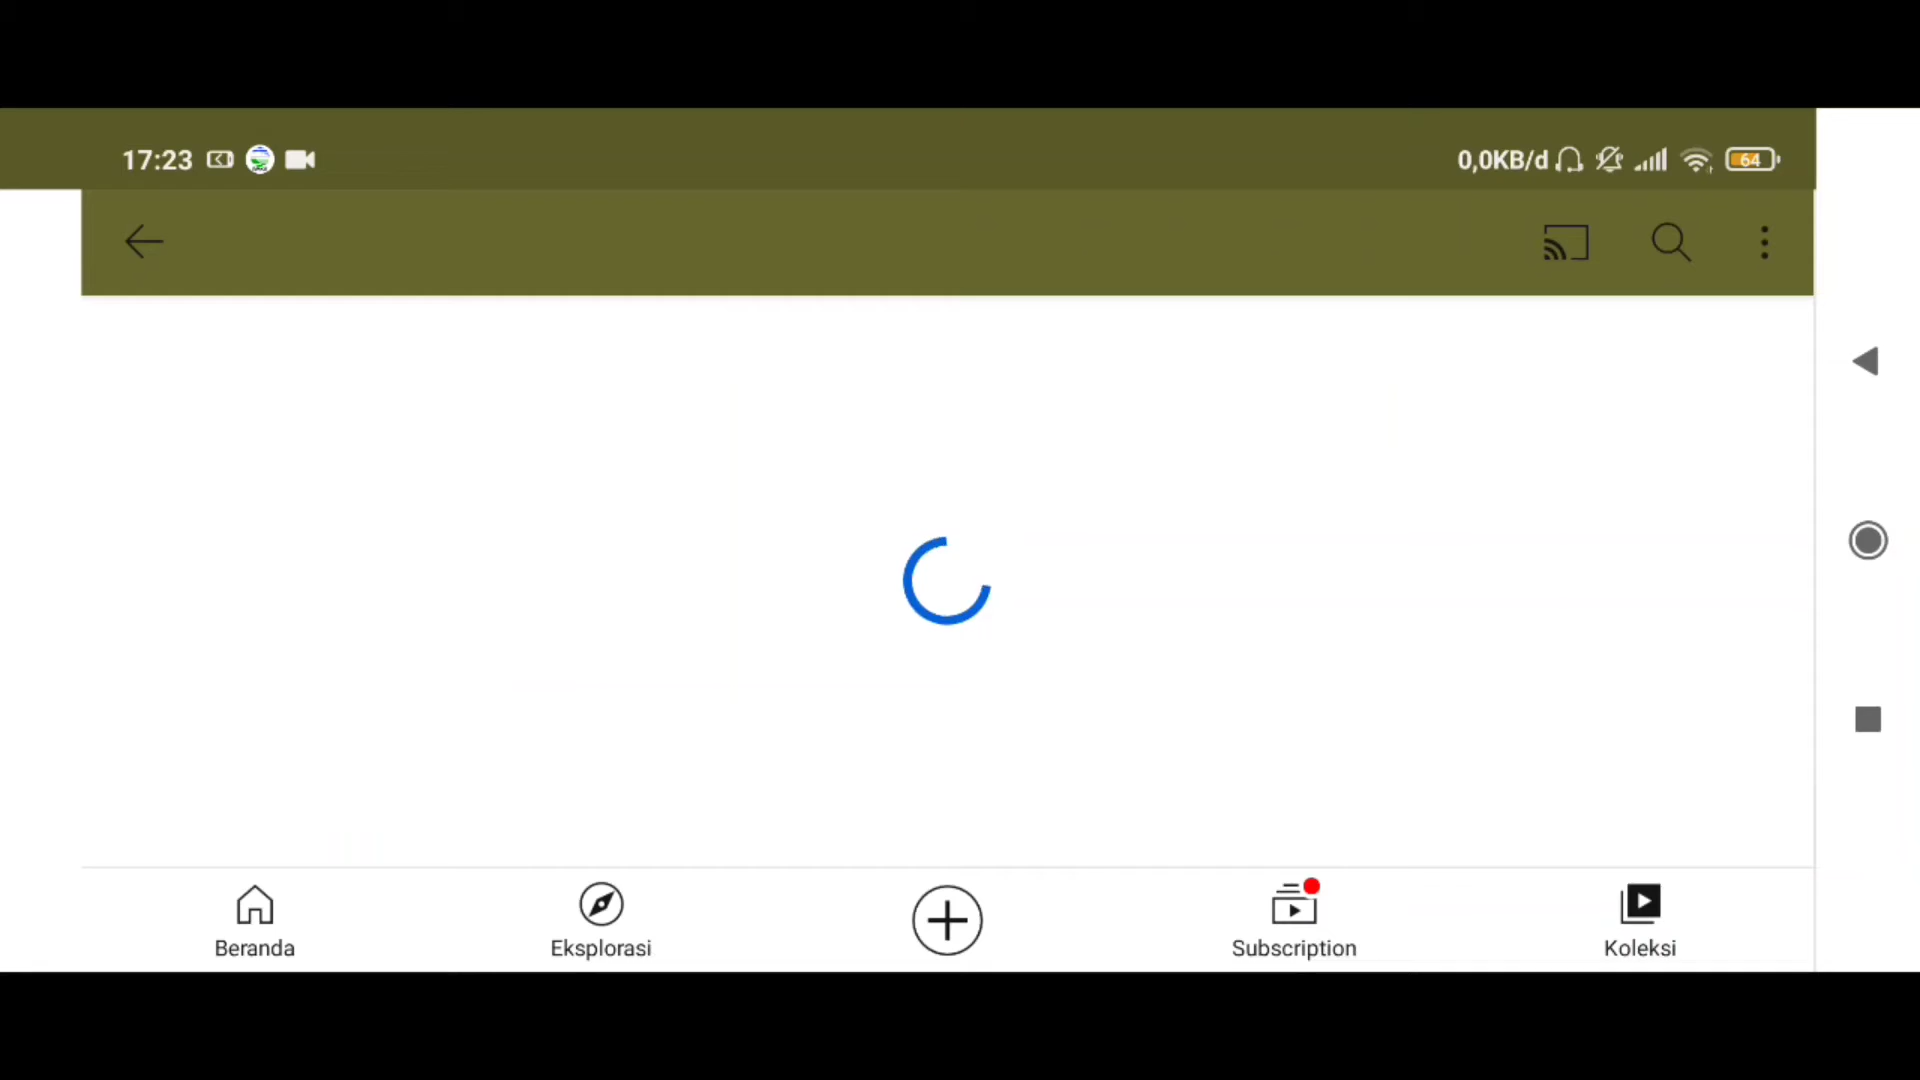 17:23
0,0KB/d
64
Beranda
Eksplorasi
Subscription
Koleksi